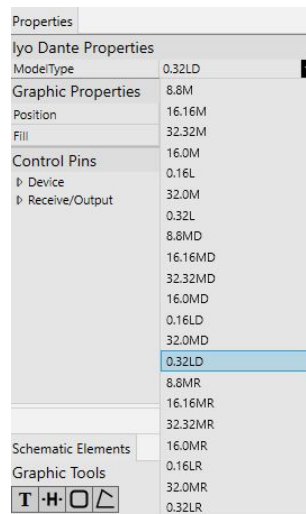 Properties
Iyo Dante Properties
ModelType 0.32LD
Graphic Properties
Position
Fill
Control Pins
Device
Receive/Output
8.8M
16.16M
32.32M
16.0M
0.16L
32.0M
0.32L
8.8MD
16.16MD
32.32MD
16.0MD
0.16LD
32.0MD
0.32LD
8.8MR
16.16MR
32.32MR
16.0MR
0.16LR
32.0MR
0.32LR
Schematic Elements
Graphic Tools
T ·H·